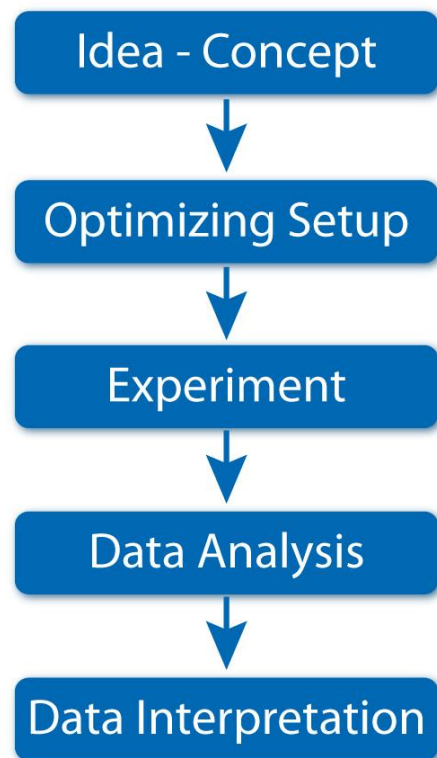 Idea - Concept
Optimizing Setup
Experiment
Data Analysis
Data Interpretation